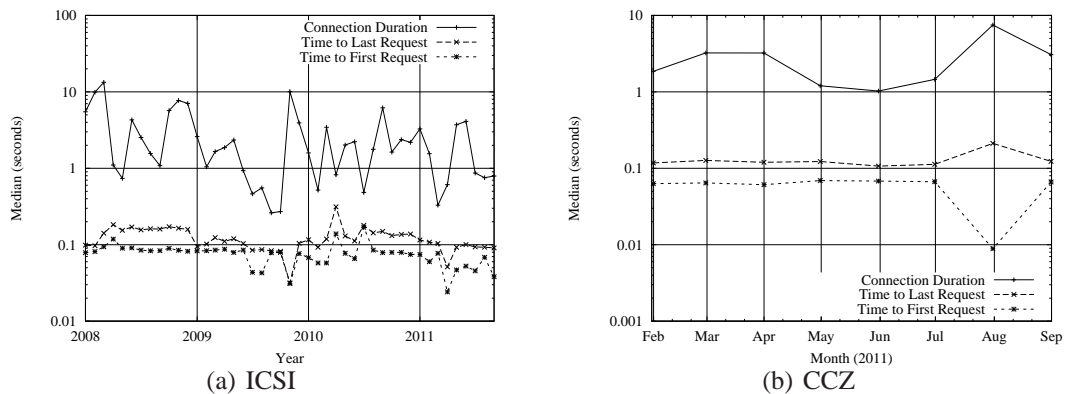 100
10
1
0.1
0.01
Median (seconds)
Connection Duration
Time to Last Request
Time to First Request
2008 2009 2010 2011
Year
(a) ICSI
10
1
0.1
0.01
0.001
Median (seconds)
Connection Duration
Time to Last Request
Time to First Request
Feb Mar Apr May Jun Jul Aug Sep
Month (2011)
(b) CCZ